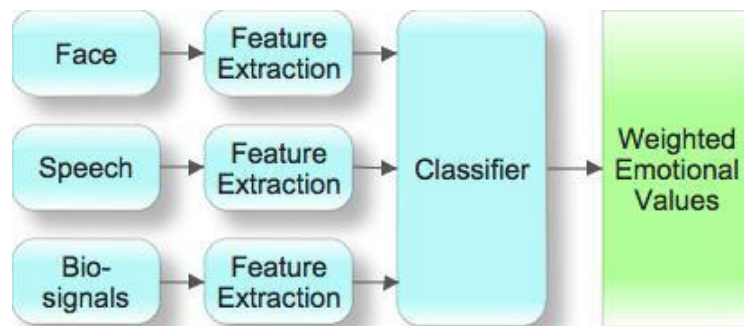 Face
Feature
Extraction
Speech
Feature
Extraction
Bio-
signals
Feature
Extraction
Classifier
Weighted
Emotional
Values